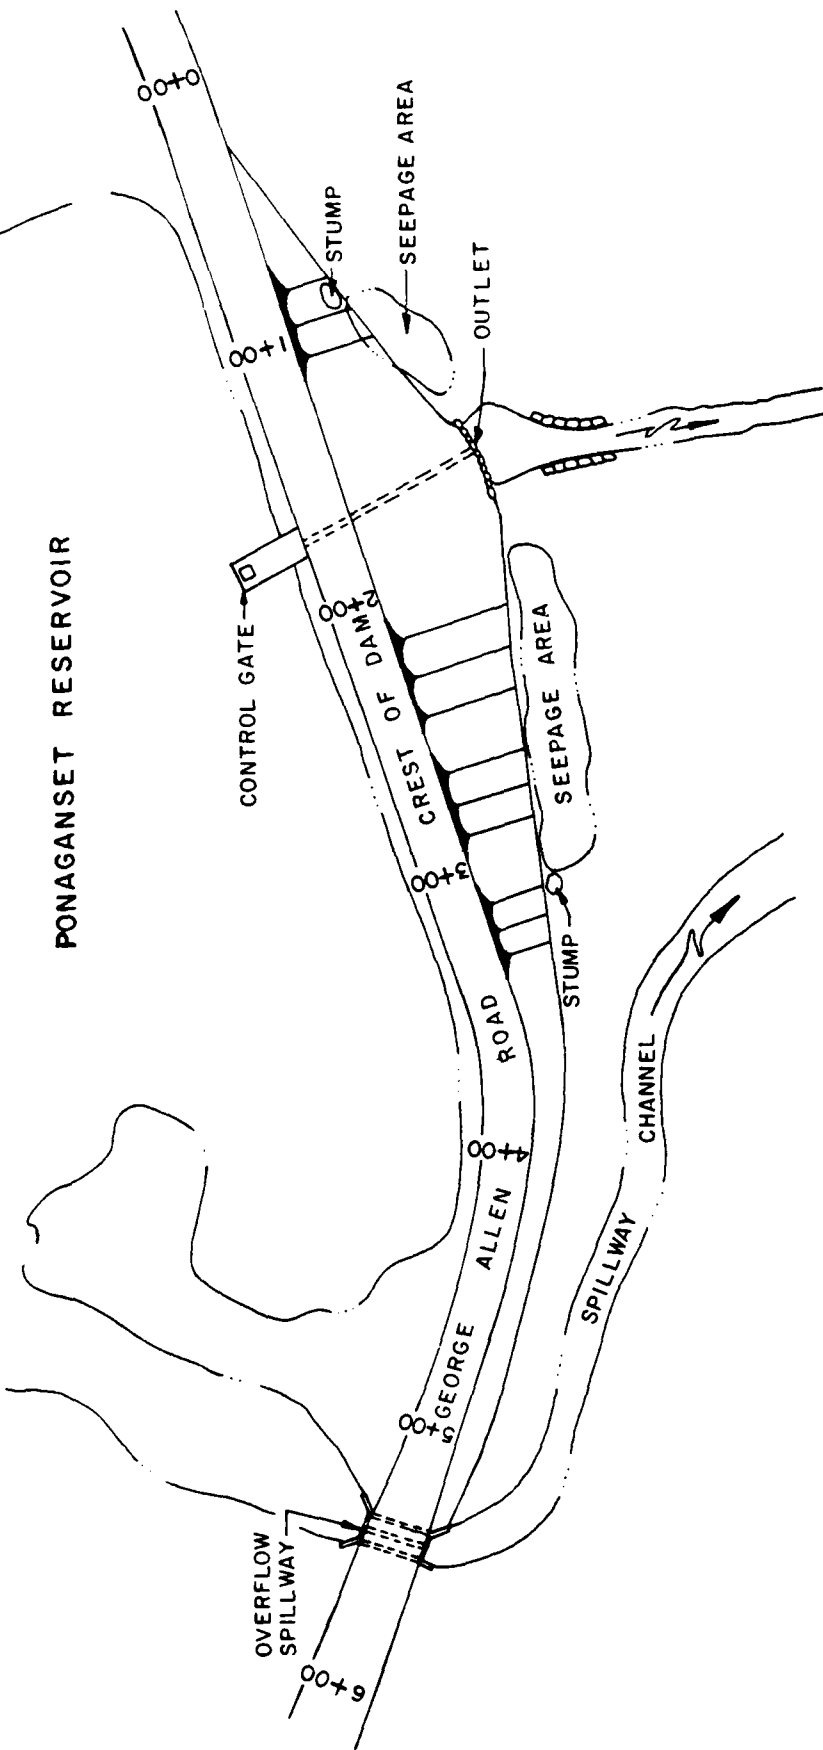 PONAGANSET RESERVOIR
OVERFLOW
SPILLWAY
CONTROL GATE
6+00
5+00
4+00
3+00
2+00
1+00
0+00
GEORGE ALLEN ROAD
CREST OF DAM
STUMP
SEEPAGE AREA
OUTLET
SEEPAGE AREA
STUMP
SPILLWAY CHANNEL